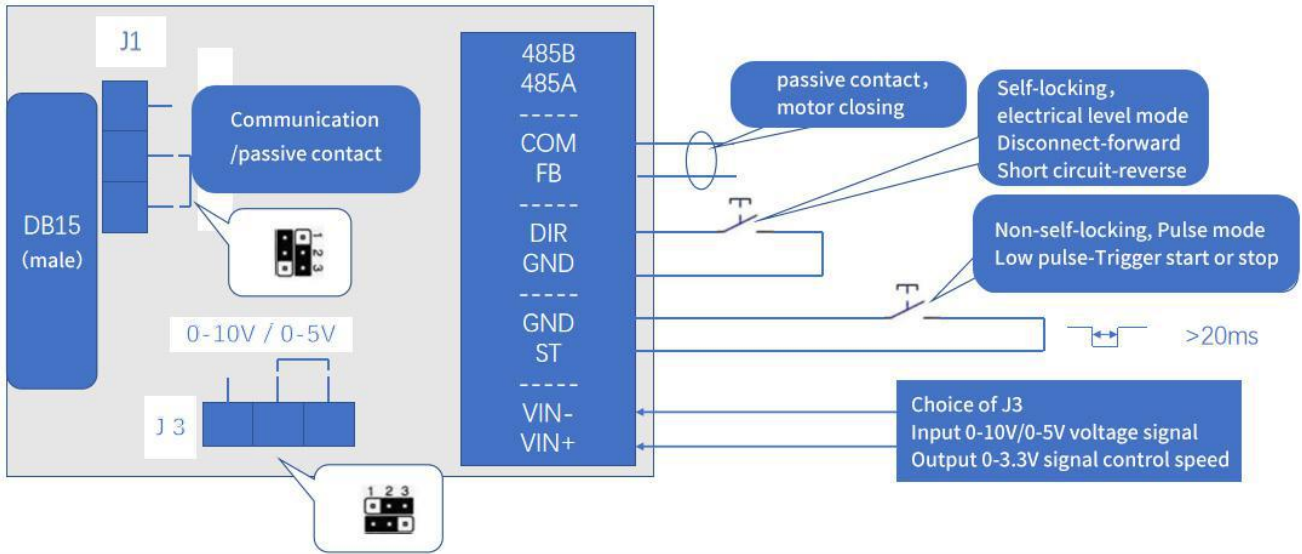 J1
Communication
/passive contact
1
2
3
DB15
(male)
0-10V / 0-5V
J 3
1 2 3
485B
485A
-----
COM
FB
-----
DIR
GND
-----
GND
ST
-----
VIN-
VIN+
passive contact,
motor closing
Self-locking,
electrical level mode
Disconnect-forward
Short circuit-reverse
Non-self-locking, Pulse mode
Low pulse-Trigger start or stop
>20ms
Choice of J3
Input 0-10V/0-5V voltage signal
Output 0-3.3V signal control speed